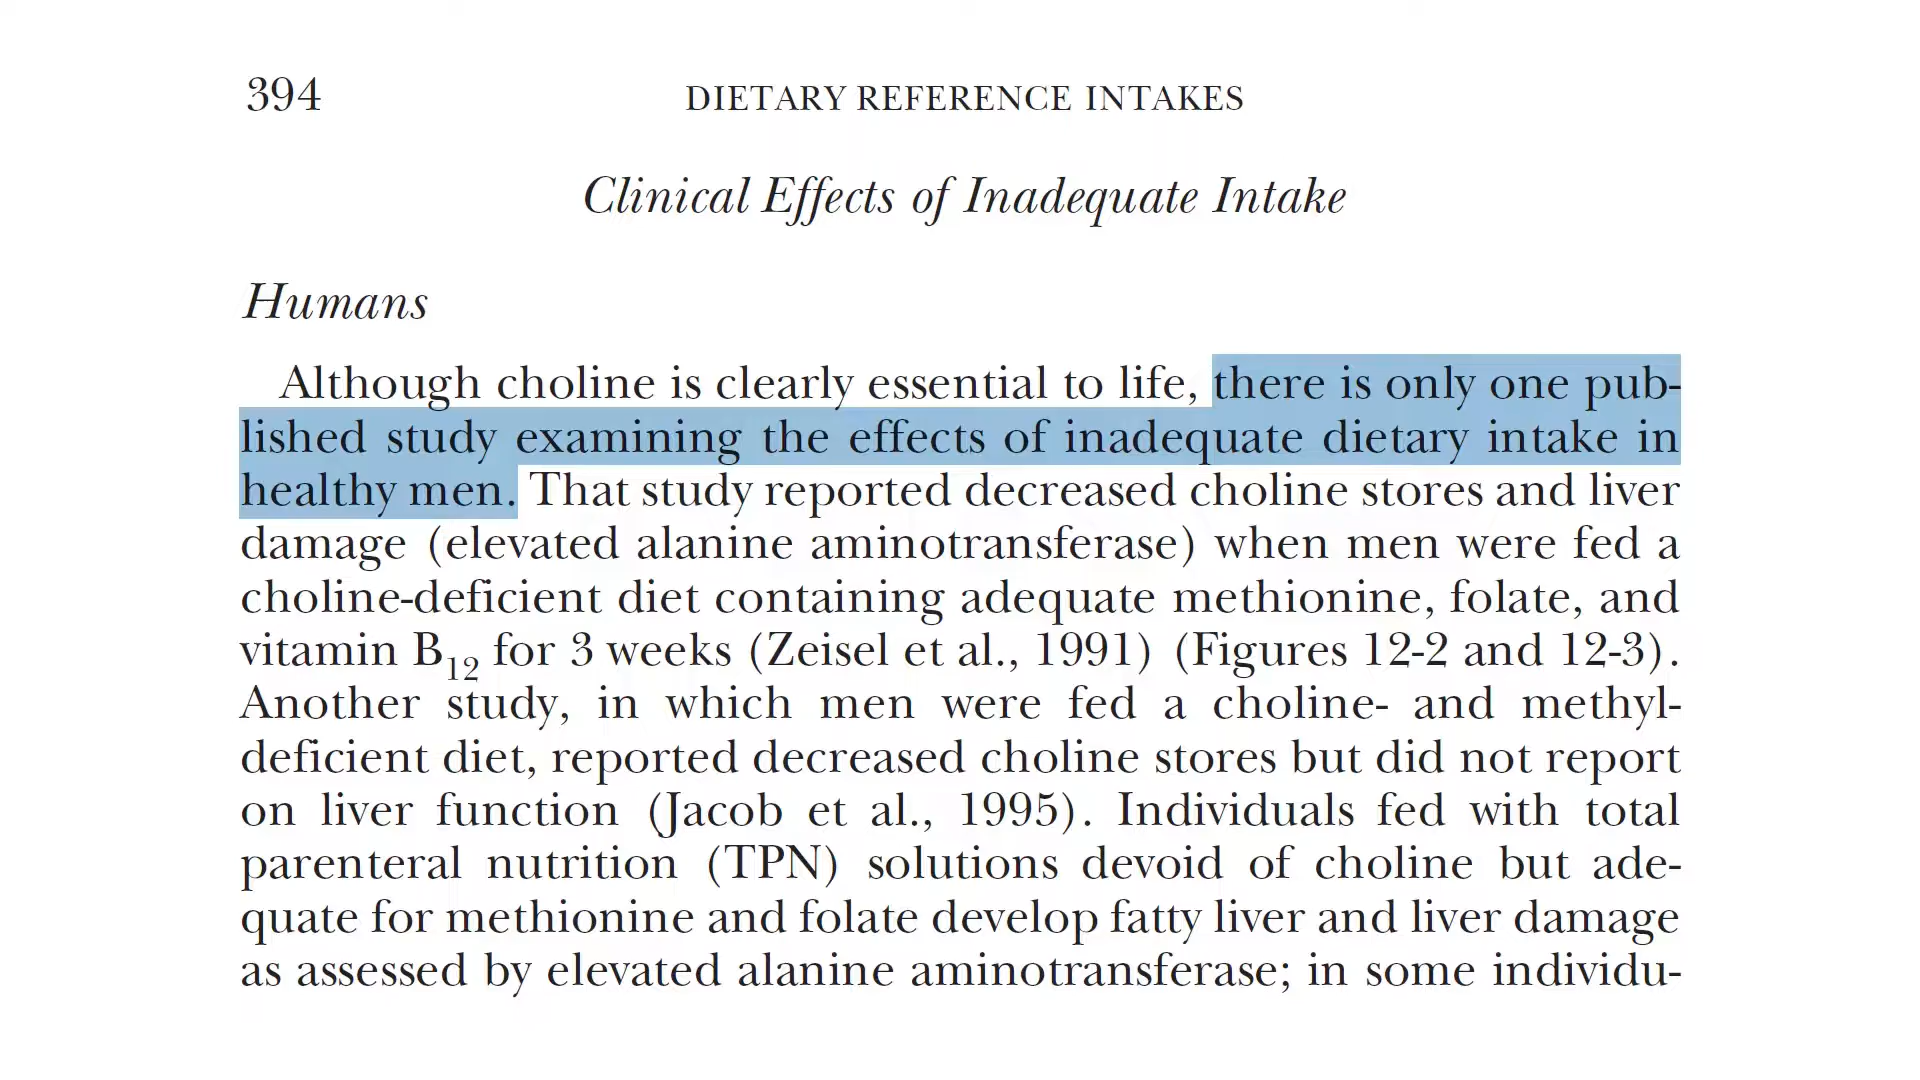 394
DIETARY REFERENCE INTAKES
Clinical Effects of Inadequate Intake
Humans
Although choline is clearly essential to life, there is only one pub-
lished study examining the effects of inadequate dietary intake in
healthy men. That study reported decreased choline stores and liver
damage (elevated alanine aminotransferase) when men were fed a
choline-deficient diet containing adequate methionine, folate, and
vitamin B12 for 3 weeks (Zeisel et al., 1991) (Figures 12-2 and 12-3).
Another study, in which men were fed a choline- and methyl-
deficient diet, reported decreased choline stores but did not report
on liver function (Jacob et al., 1995). Individuals fed with total
parenteral nutrition (TPN) solutions devoid of choline but ade-
quate for methionine and folate develop fatty liver and liver damage
as assessed by elevated alanine aminotransferase; in some individu-